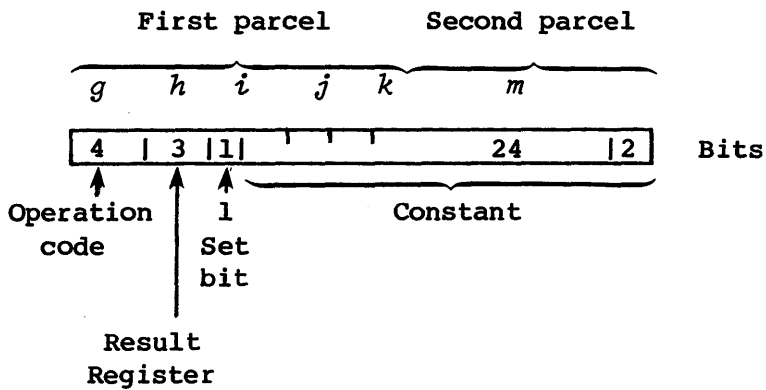 First parcel Second parcel
g h i j k m
4 | 3 |1| 24 |2 Bits
Operation 1 Constant
code Set
bit
Result
Register